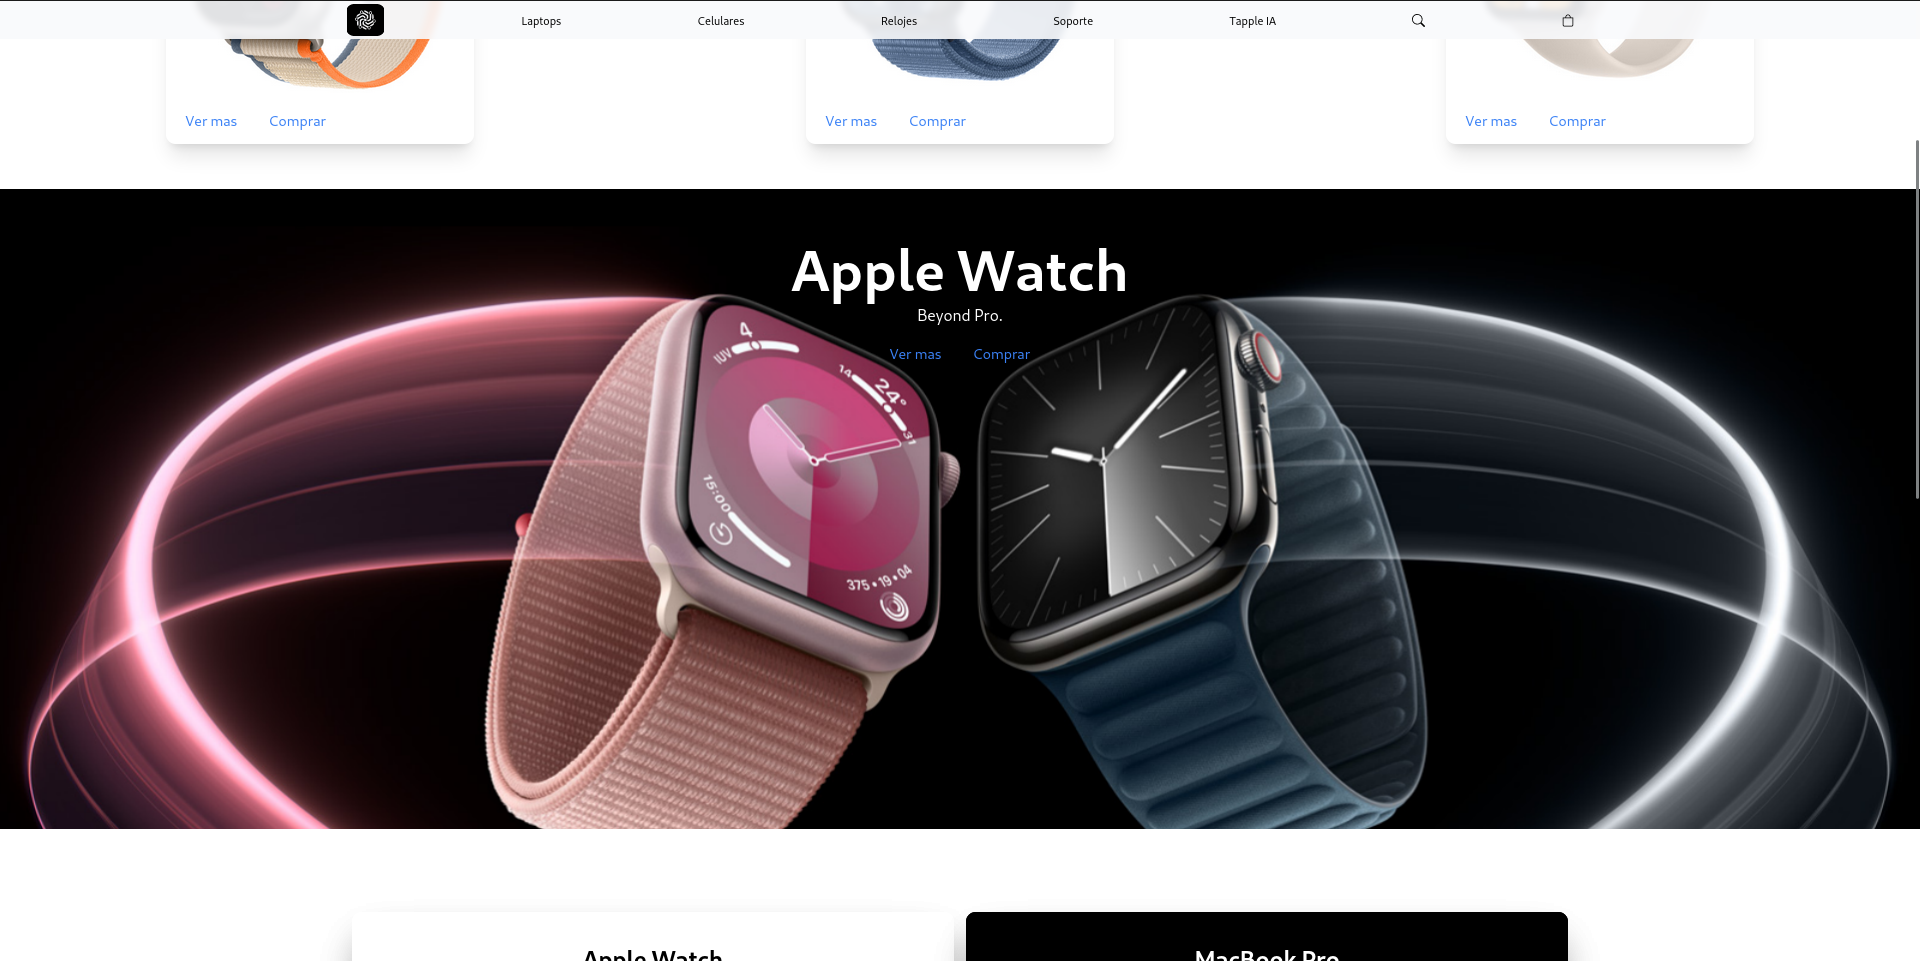 Laptops Celulares Relojes Soporte Tapple IA
Ver mas Comprar
Ver mas Comprar
Ver mas Comprar
Apple Watch
Beyond Pro.
Ver mas Comprar
4
IUV
14
24°
31
15:00
375•19•04
Apple Watch
MacBook Pro